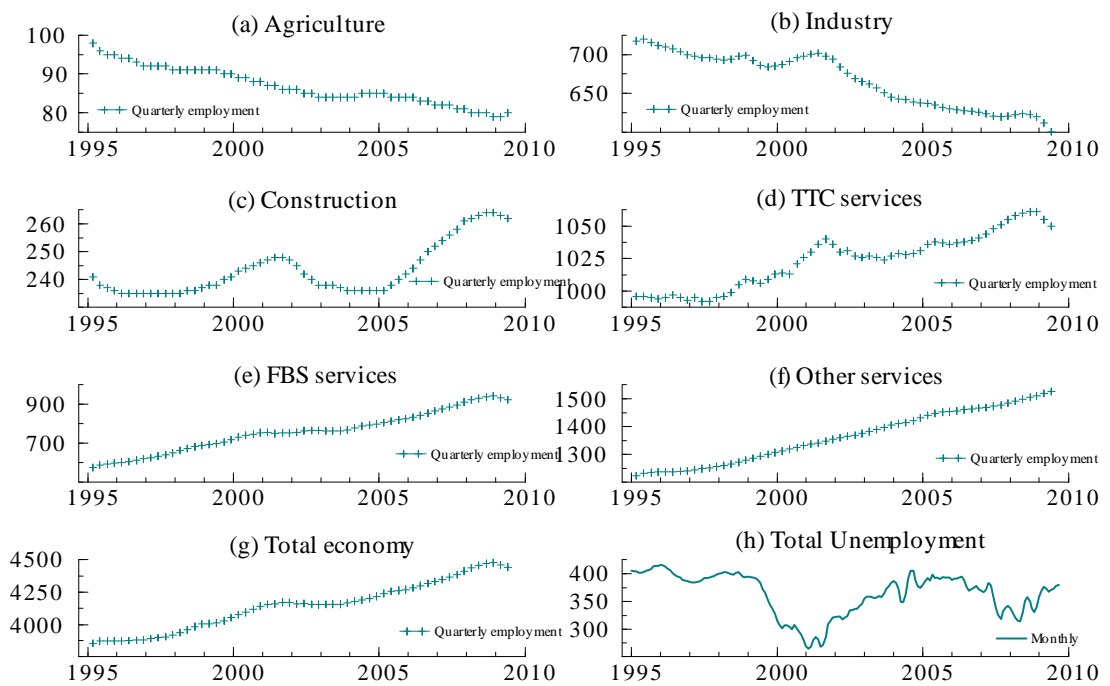 (a) Agriculture
100
90
80
Quarterly employment
1995 2000 2005 2010
(b) Industry
700
650
Quarterly employment
1995 2000 2005 2010
(c) Construction
260
250
240
Quarterly employment
1995 2000 2005 2010
(d) TTC services
1050
1025
1000
Quarterly employment
1995 2000 2005 2010
(e) FBS services
900
700
Quarterly employment
1995 2000 2005 2010
(f) Other services
1500
1400
1300
Quarterly employment
1995 2000 2005 2010
(g) Total economy
4500
4250
4000
Quarterly employment
1995 2000 2005 2010
(h) Total Unemployment
400
350
300
Monthly
1995 2000 2005 2010